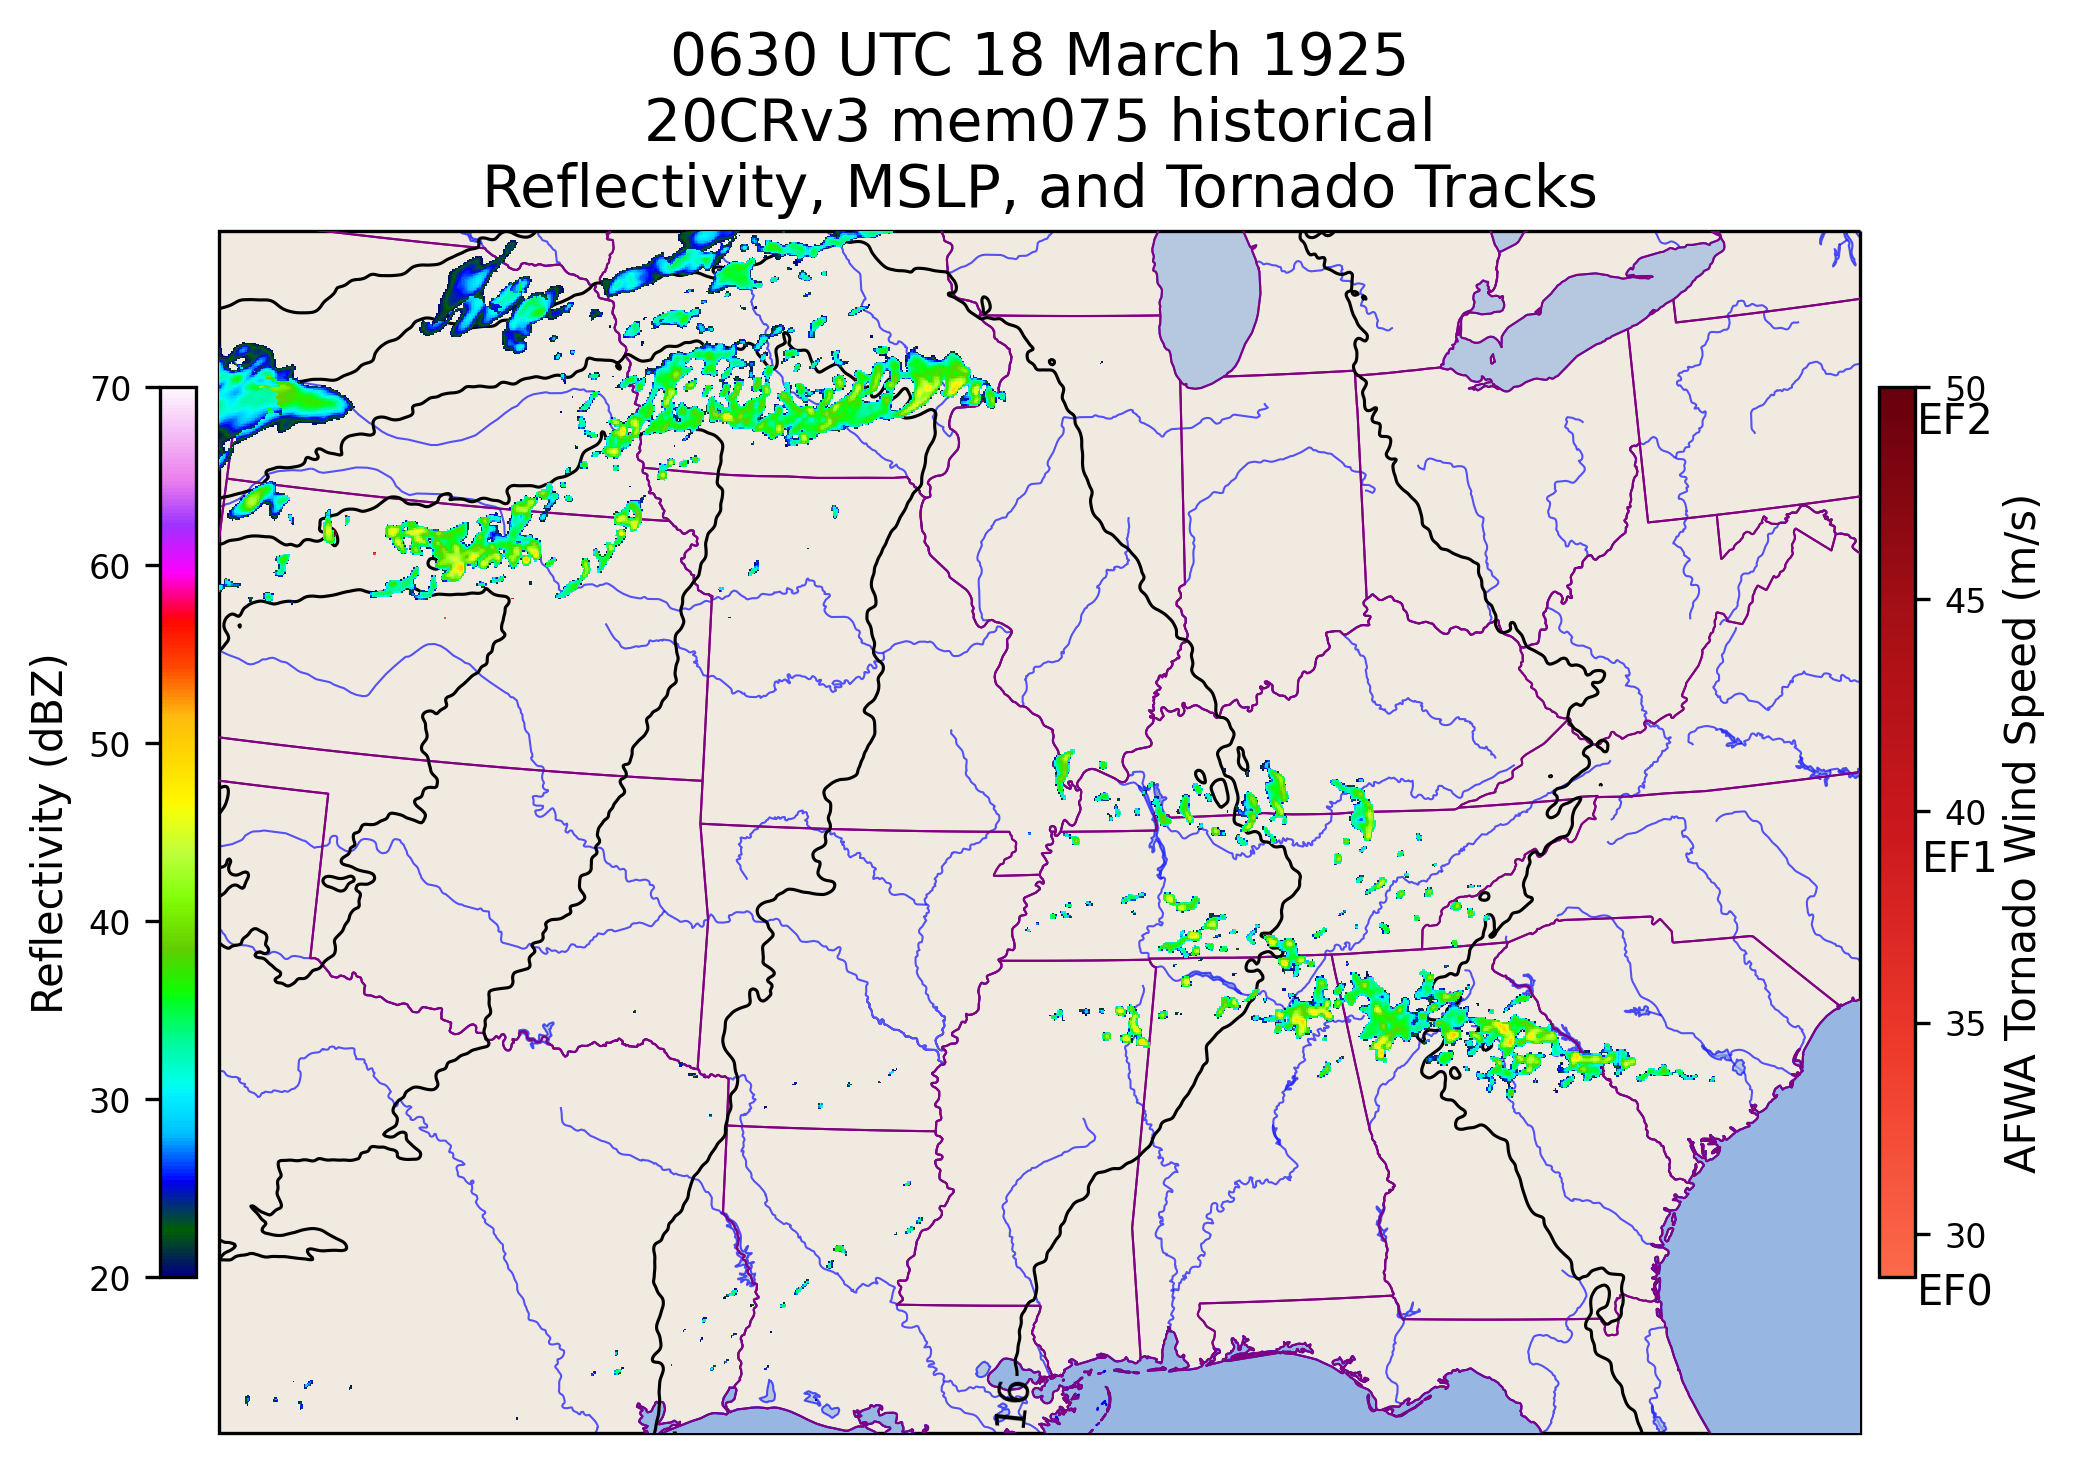 0630 UTC 18 March 1925
20CRv3 mem075 historical
Reflectivity, MSLP, and Tornado Tracks
70
60
50
40
30
20
Reflectivity (dBZ)
16
50
EF2
45
40
EF1
35
30
EF0
AFWA Tornado Wind Speed (m/s)